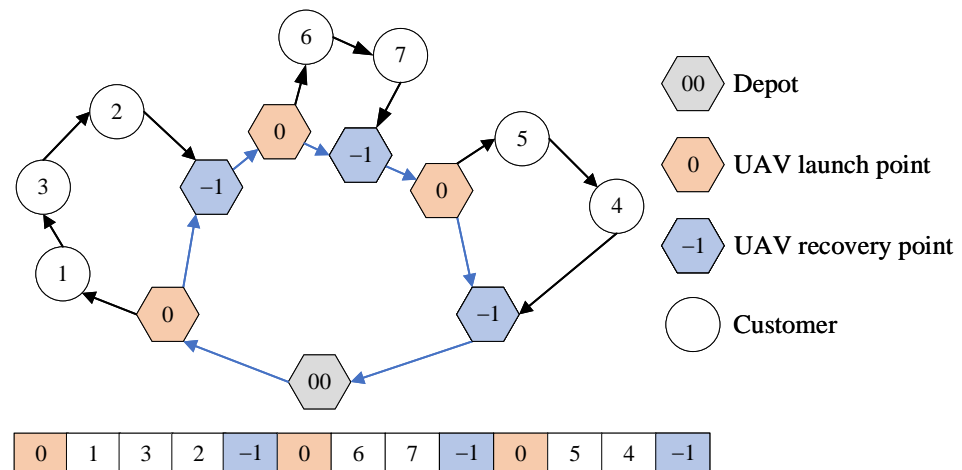 6
7
2
0
5
00 Depot
−1
3
−1
0
0 UAV launch point
4
1
−1 UAV recovery point
0
−1
Customer
00
0 1 3 2 −1 0 6 7 −1 0 5 4 −1